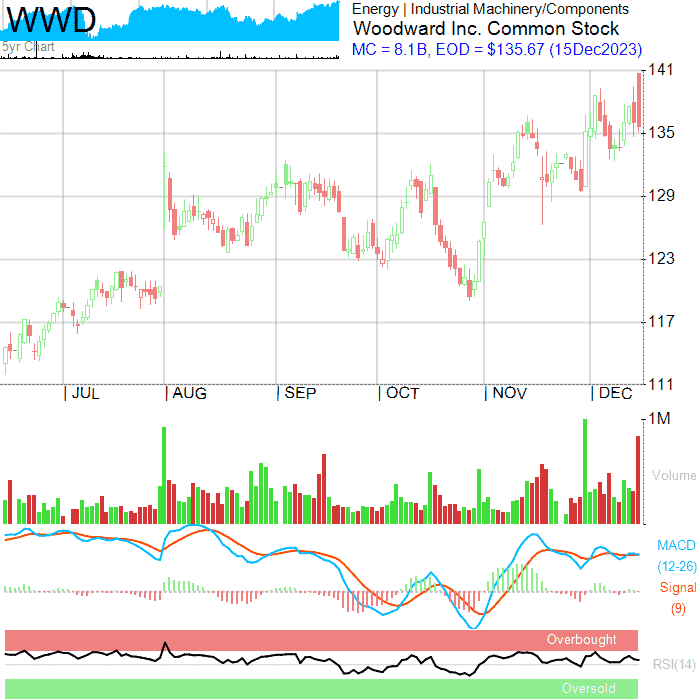 WWD
5yr Chart
Energy | Industrial Machinery/Components
Woodward Inc. Common Stock
MC = 8.1B, EOD = $135.67 (15Dec2023)
141
135
129
123
117
111
| JUL | AUG | SEP | OCT | NOV | DEC
1M
Volume
MACD
(12-26)
Signal
(9)
Overbought
RSI(14)
Oversold